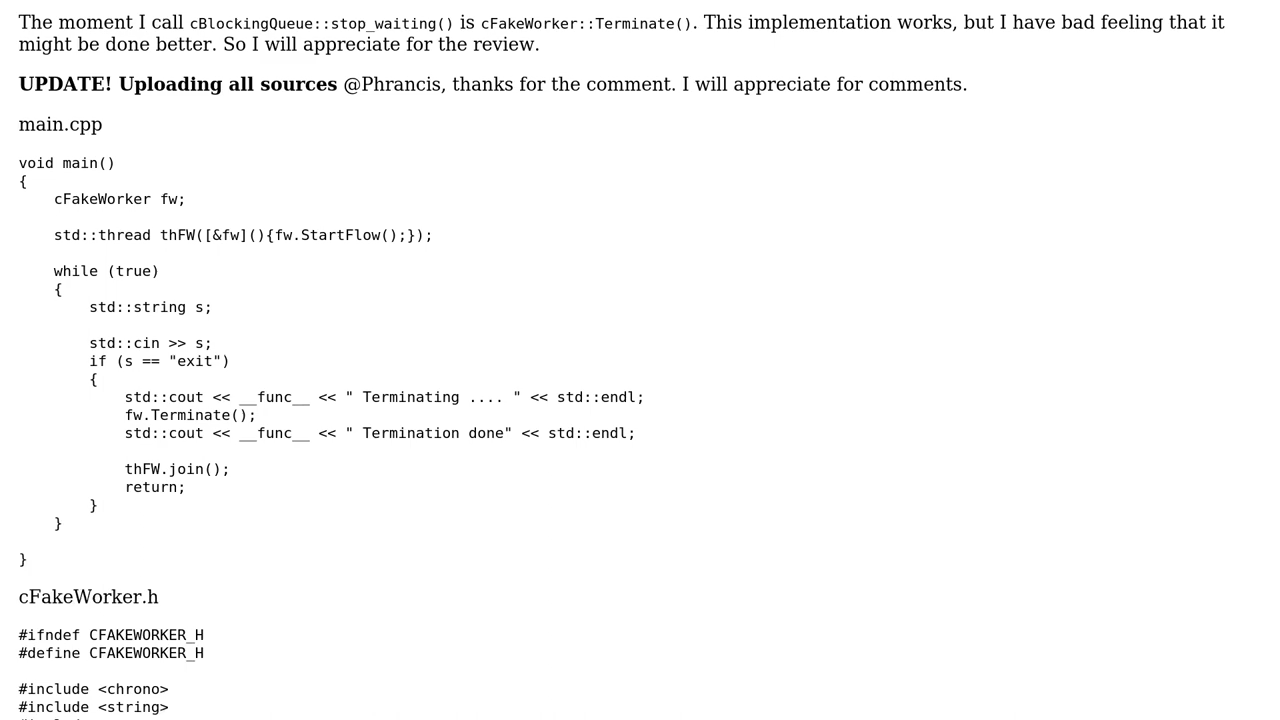 The moment I call cBlockingQueue::stop_waiting() is cFakeWorker::Terminate(). This implementation works, but I have bad feeling that it
might be done better. So I will appreciate for the review.
UPDATE! Uploading all sources @Phrancis, thanks for the comment. I will appreciate for comments.
main.cpp
void main()
{
    cFakeWorker fw;
    std::thread thFW([&fw](){fw.StartFlow();});
    while (true)
    {
        std::string s;
        std::cin >> s;
        if (s == "exit")
        {
            std::cout << __func__ << " Terminating .... " << std::endl;
            fw.Terminate();
            std::cout << __func__ << " Termination done" << std::endl;
            thFW.join();
            return;
        }
    }
}
cFakeWorker.h
#ifndef CFAKEWORKER_H
#define CFAKEWORKER_H
#include <chrono>
#include <string>